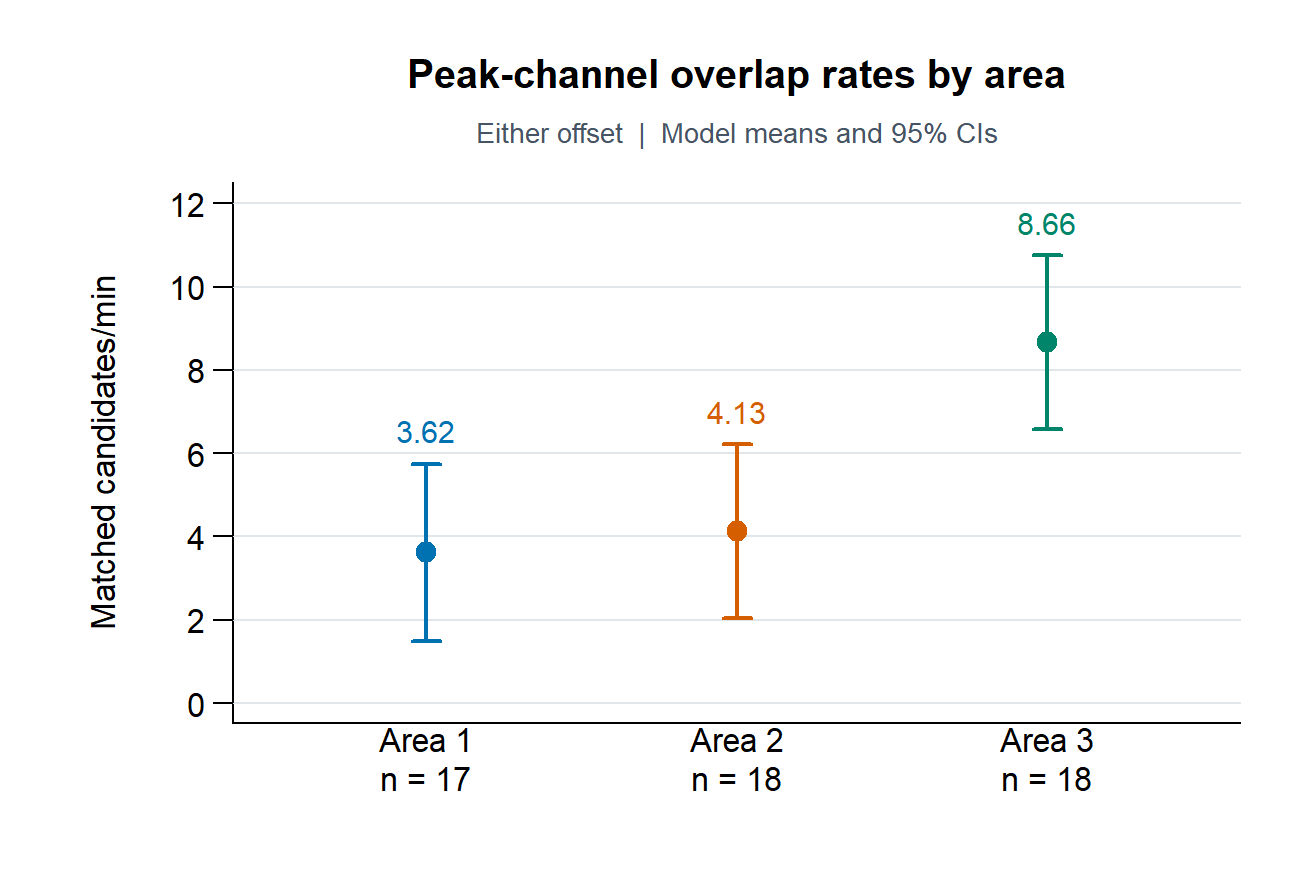 Peak-channel overlap rates by area
Either offset | Model means and 95% CIs
Matched candidates/min
12
10
8
6
4
2
0
3.62
4.13
8.66
Area 1
n = 17
Area 2
n = 18
Area 3
n = 18